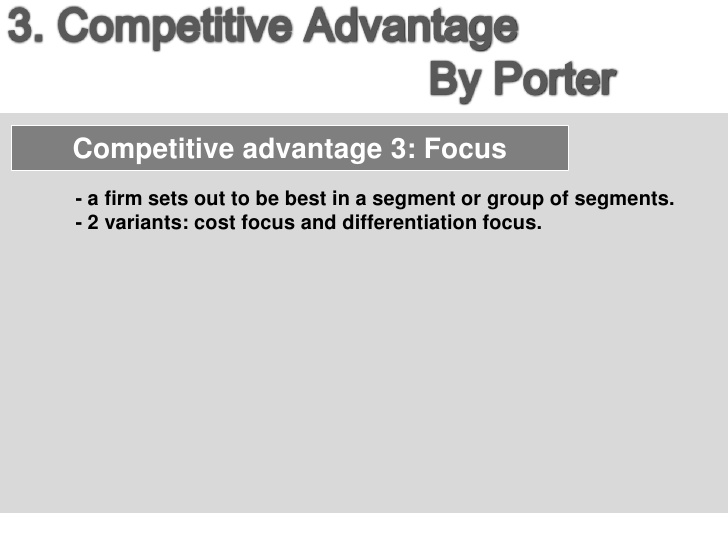 3. Competitive Advantage
By Porter
Competitive advantage 3: Focus
- a firm sets out to be best in a segment or group of segments.
- 2 variants: cost focus and differentiation focus.